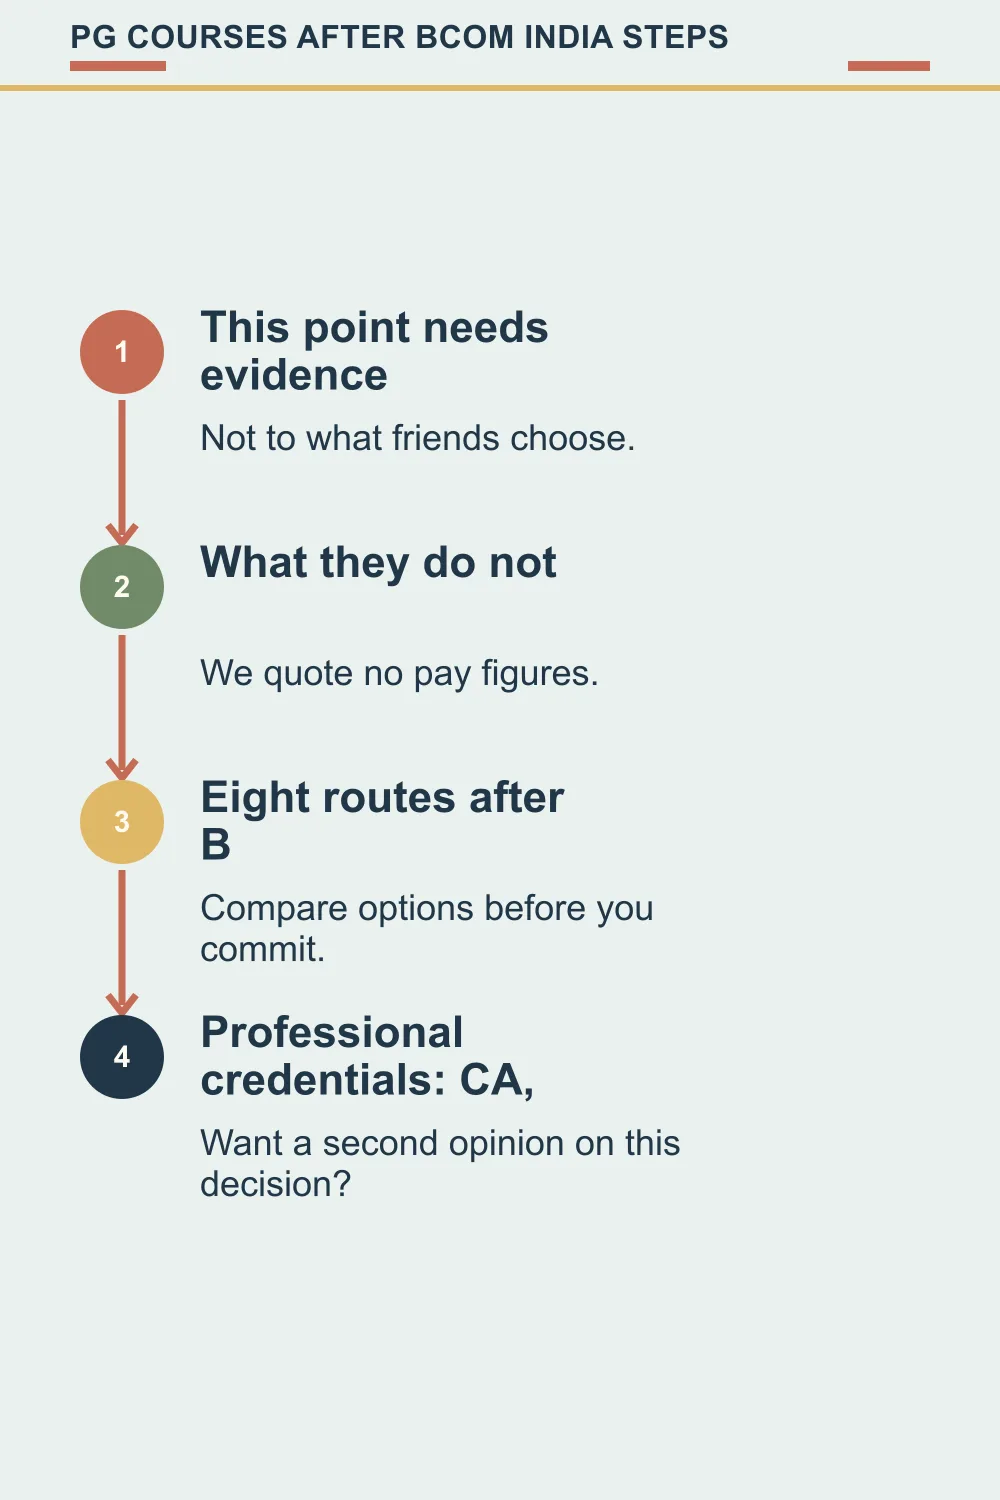 PG COURSES AFTER BCOM INDIA STEPS
1
This point needs
evidence
Not to what friends choose.
2
What they do not
We quote no pay figures.
3
Eight routes after
B
Compare options before you
commit.
4
Professional
credentials: CA,
Want a second opinion on this
decision?